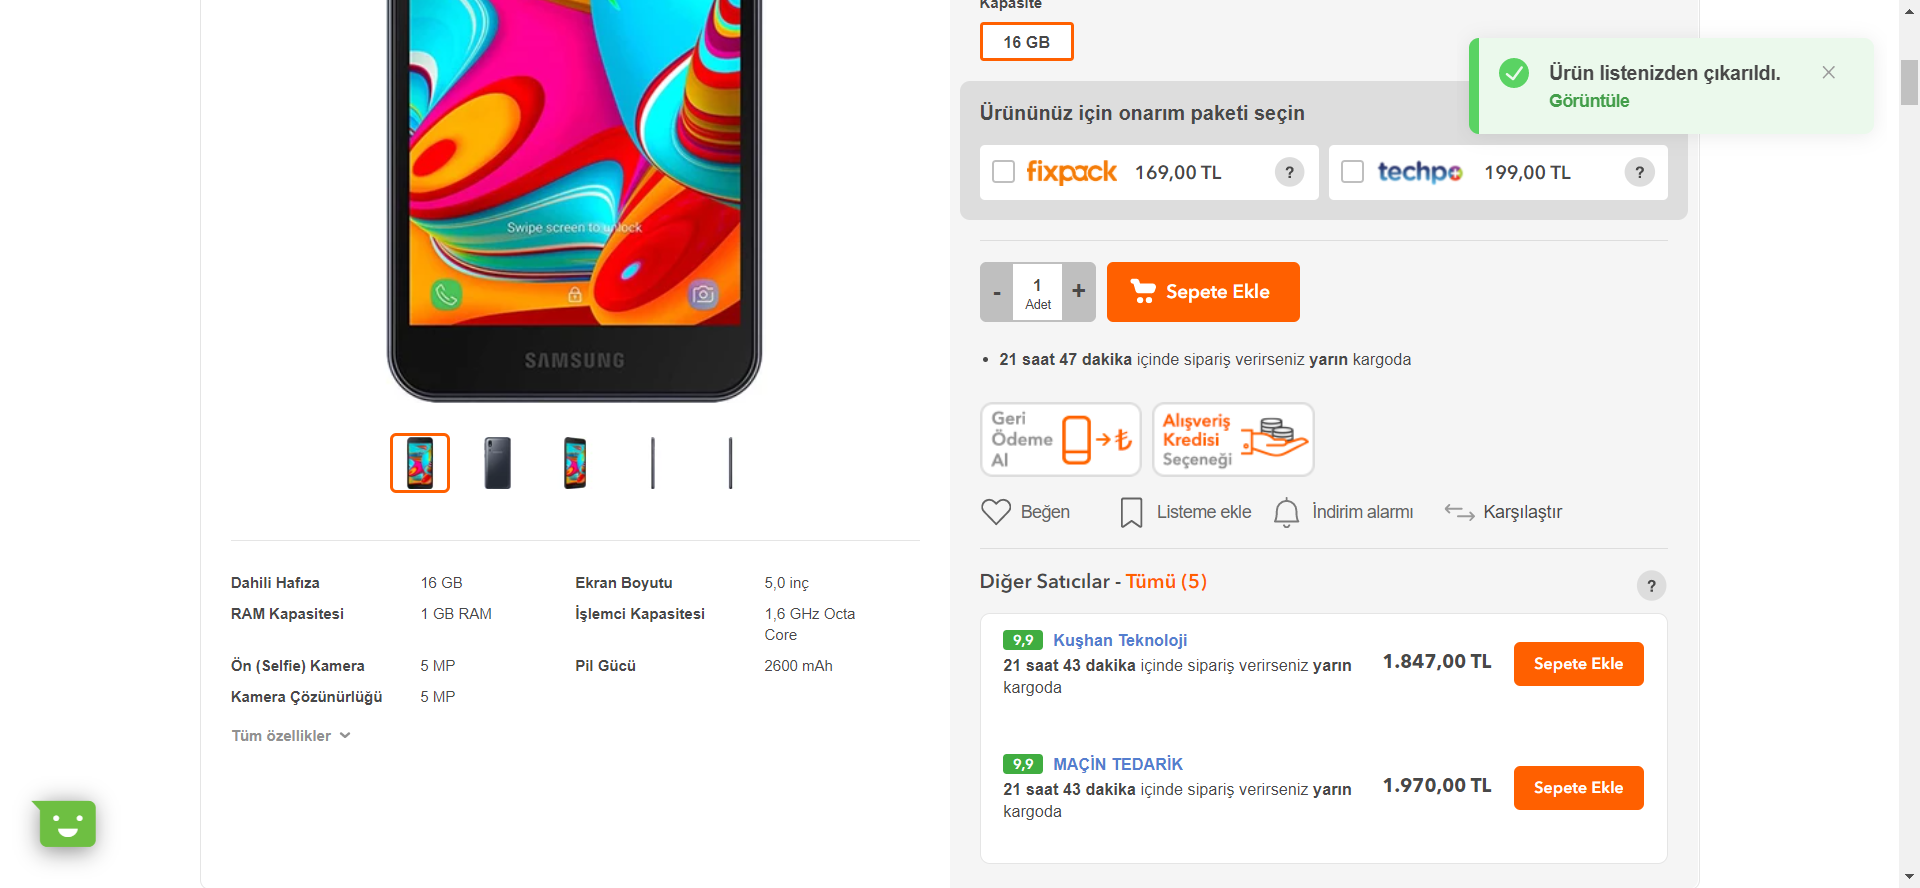 Kapasite
16 GB
Ürün listenizden çıkarıldı.
Görüntüle
Ürününüz için onarım paketi seçin
fixpack 169,00 TL ?
techpo 199,00 TL ?
Swipe screen to unlock
SAMSUNG
- 1 +
Adet
Sepete Ekle
• 21 saat 47 dakika içinde sipariş verirseniz yarın kargoda
Geri
Ödeme
Al
Alışveriş
Kredisi
Seçeneği
Beğen
Listeme ekle
İndirim alarmı
Karşılaştır
Dahili Hafıza 16 GB
Ekran Boyutu 5,0 inç
RAM Kapasitesi 1 GB RAM
İşlemci Kapasitesi 1,6 GHz Octa
Core
Ön (Selfie) Kamera 5 MP
Pil Gücü 2600 mAh
Kamera Çözünürlüğü 5 MP
Tüm özellikler
Diğer Satıcılar - Tümü (5)
?
9,9 Kuşhan Teknoloji
21 saat 43 dakika içinde sipariş verirseniz yarın
kargoda
1.847,00 TL
Sepete Ekle
9,9 MAÇİN TEDARİK
21 saat 43 dakika içinde sipariş verirseniz yarın
kargoda
1.970,00 TL
Sepete Ekle